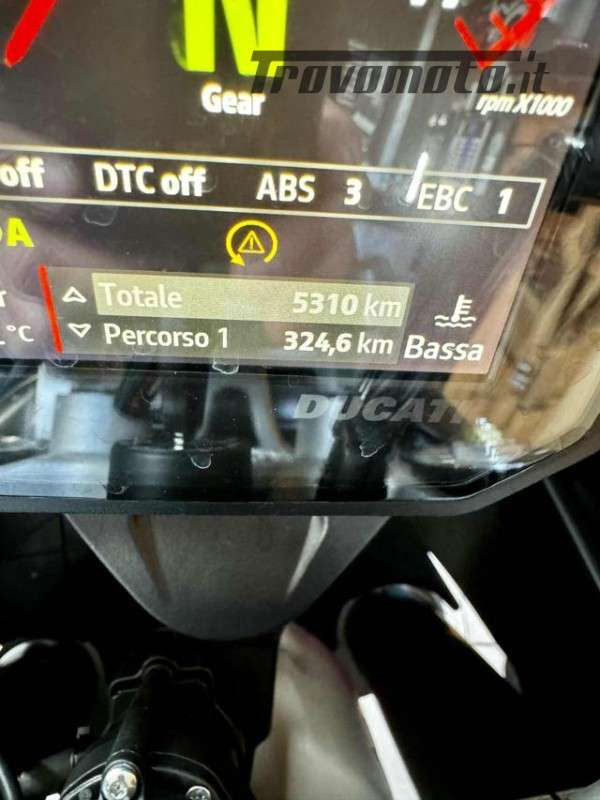 N
Trovomoto.it
Gear
rpm X1000
off DTC off ABS 3 EBC 1
A
Totale 5310 km
°C
Percorso 1 324,6 km
Bassa
DUCATI